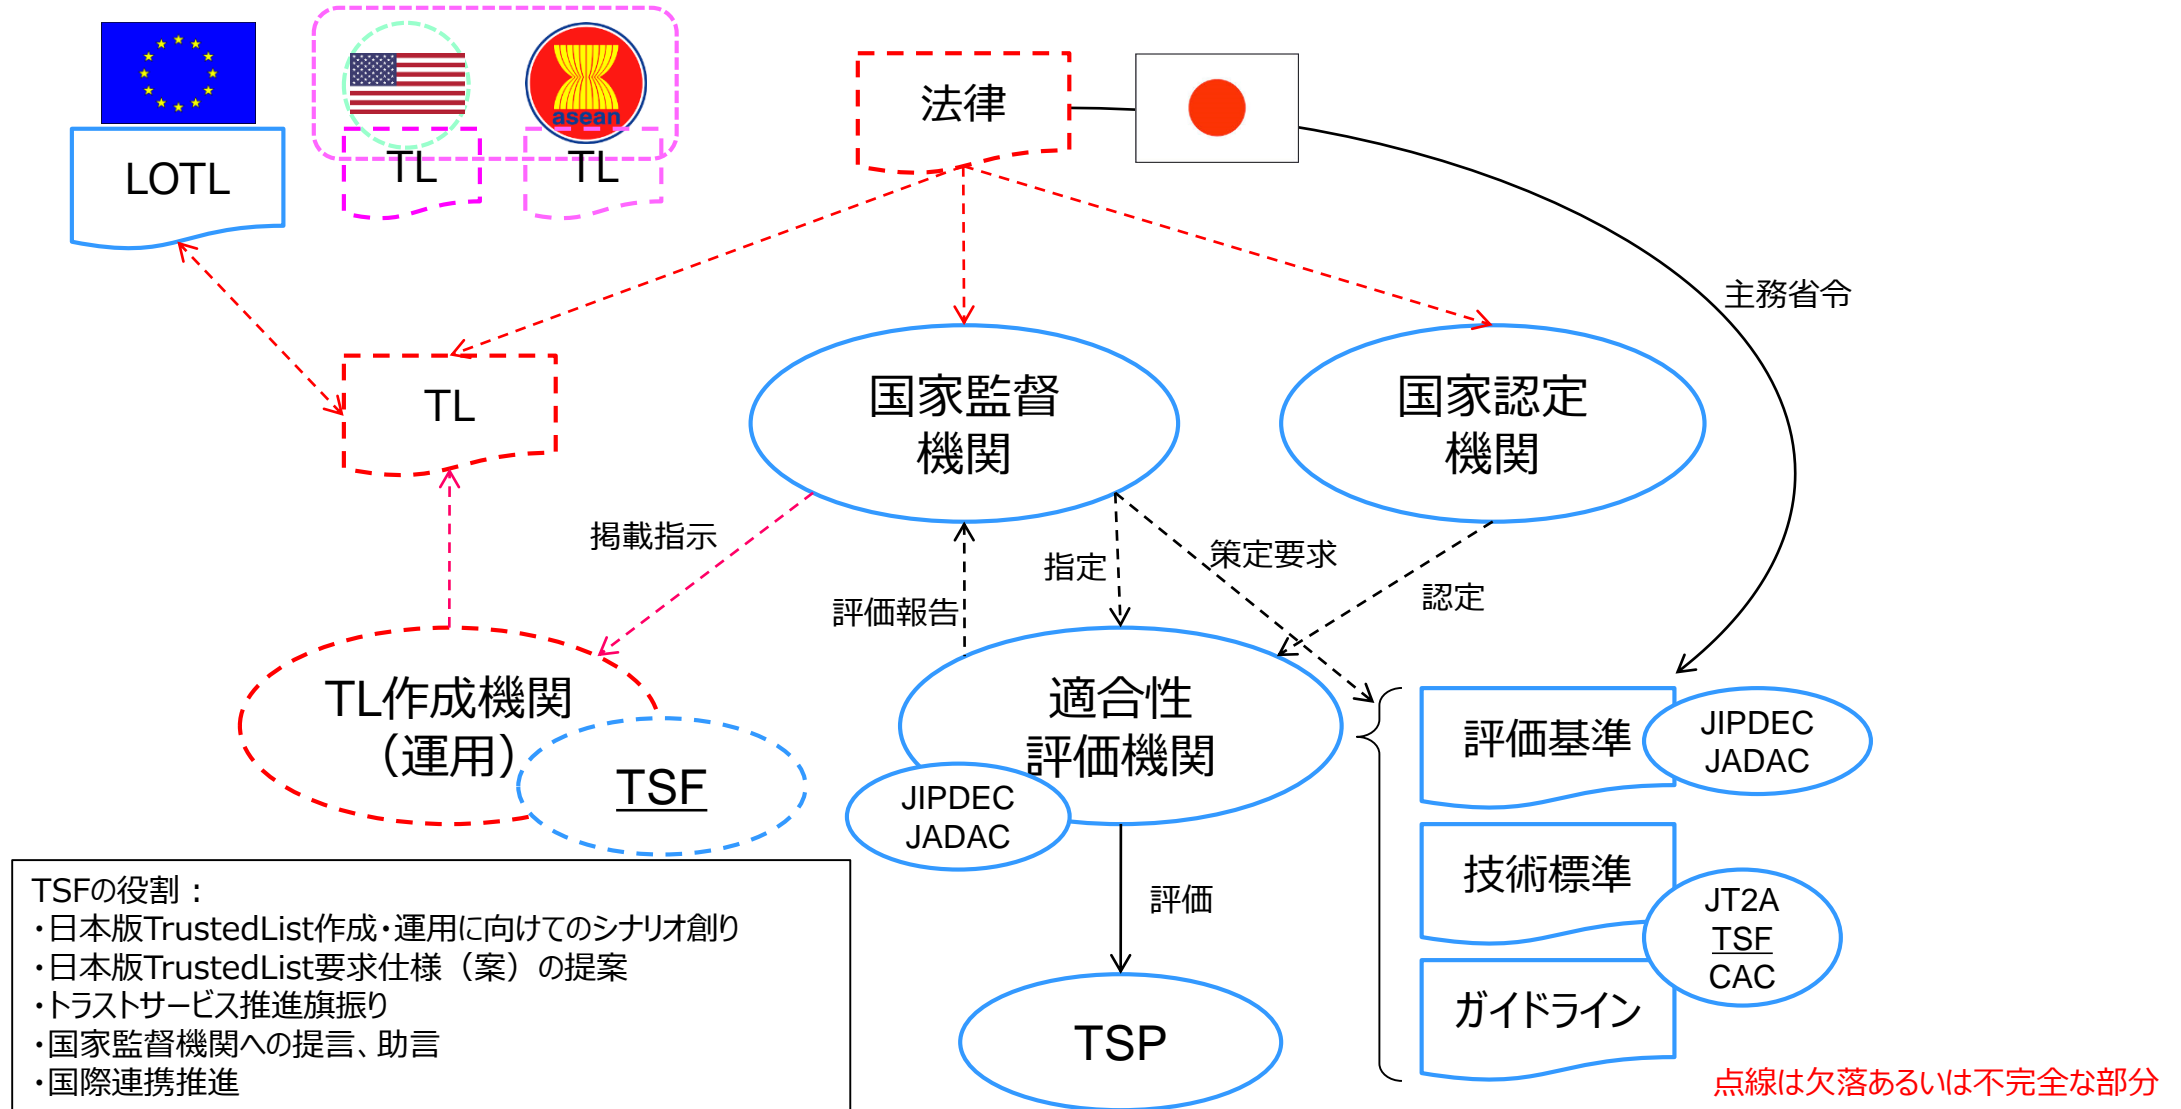 asean
LOTL
TL
TL
法律
主務省令
TL
国家監督
機関
国家認定
機関
掲載指示
評価報告
指定
策定要求
認定
TL作成機関
（運用）
TSF
適合性
評価機関
JIPDEC
JADAC
評価基準
JIPDEC
JADAC
技術標準
JT2A
TSF
CAC
ガイドライン
評価
TSP
TSFの役割：
・日本版TrustedList作成・運用に向けてのシナリオ創り
・日本版TrustedList要求仕様（案）の提案
・トラストサービス推進旗振り
・国家監督機関への提言、助言
・国際連携推進
点線は欠落あるいは不完全な部分